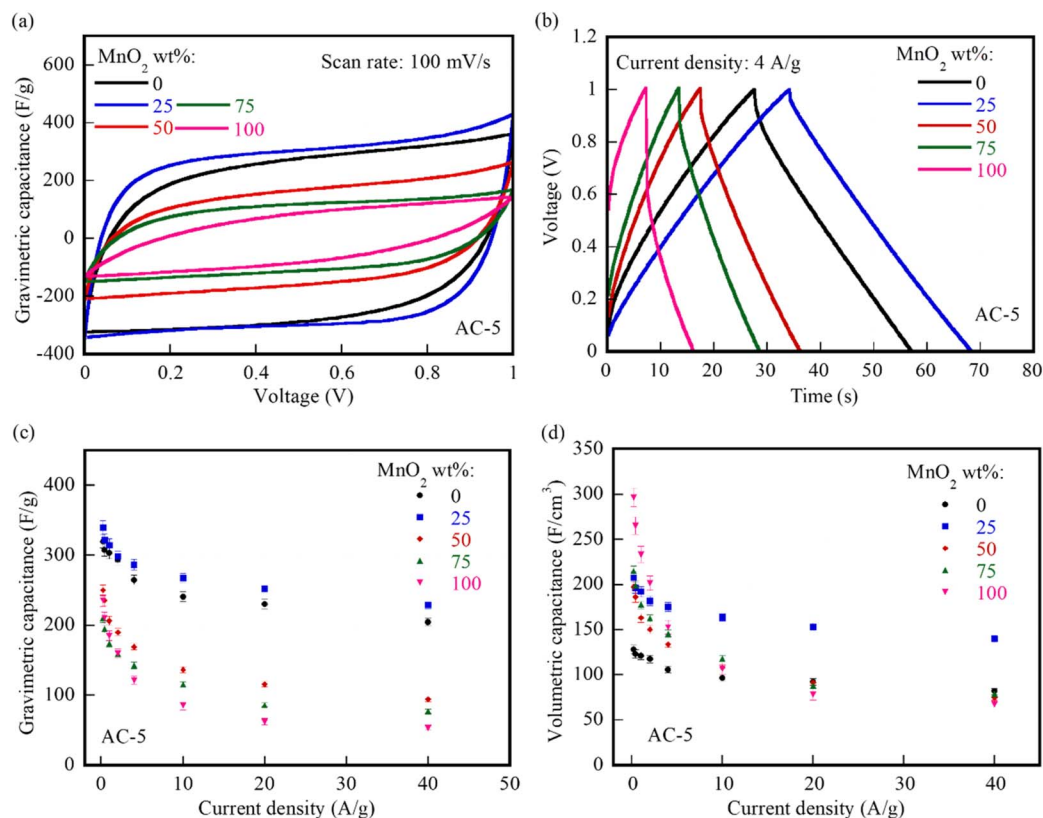 (a)
MnO2 wt%:
0
25
75
50
100
Scan rate: 100 mV/s
AC-5
Gravimetric capacitance (F/g)
600
400
200
0
-200
-400
0
0.2
0.4
0.6
0.8
1
Voltage (V)
(b)
Current density: 4 A/g
MnO2 wt%:
0
25
50
75
100
AC-5
Voltage (V)
1.2
1
0.8
0.6
0.4
0.2
0
0 10 20 30 40 50 60 70 80
Time (s)
(c)
MnO2 wt%:
0
25
50
75
100
AC-5
Gravimetric capacitance (F/g)
400
300
200
100
0
0 10 20 30 40 50
Current density (A/g)
(d)
MnO2 wt%:
0
25
50
75
100
AC-5
Volumetric capacitance (F/cm3)
350
300
250
200
150
100
50
0
0 10 20 30 40
Current density (A/g)